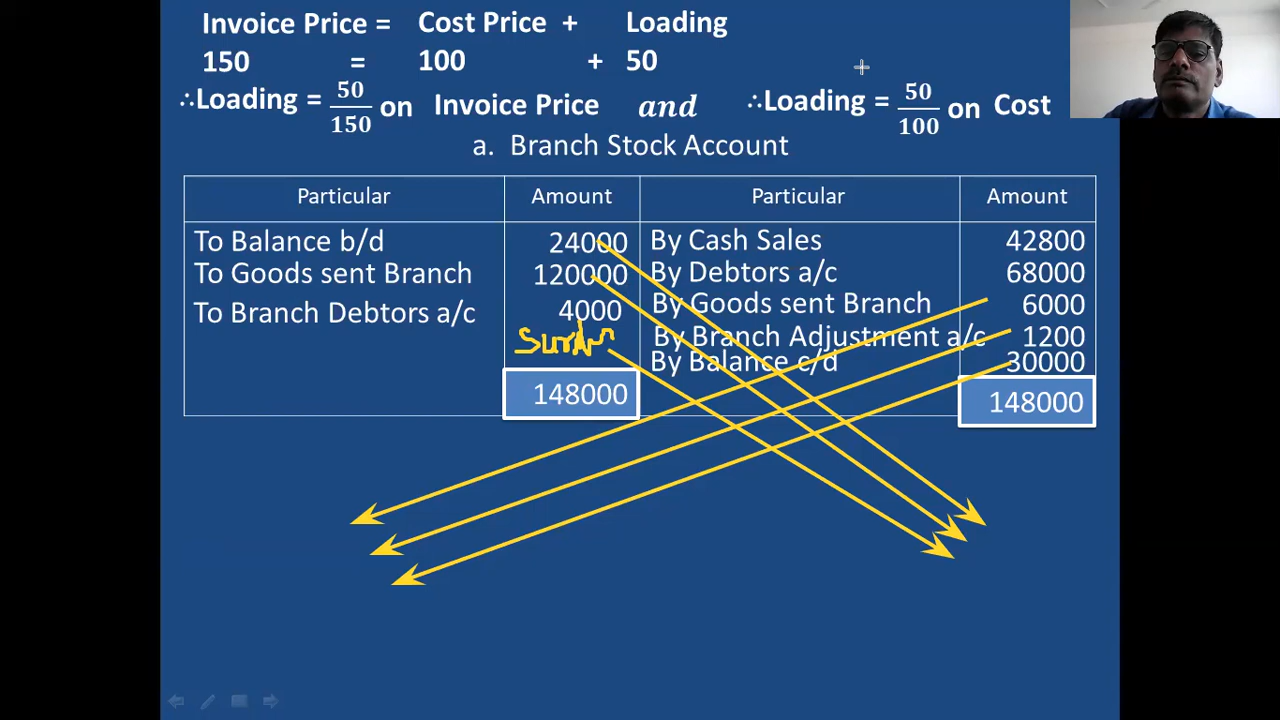 Invoice Price = Cost Price + Loading
150 = 100 + 50
∴Loading = 50/150 on Invoice Price and ∴Loading = 50/100 on Cost
a. Branch Stock Account
Particular Amount Particular Amount
To Balance b/d 24000 By Cash Sales 42800
To Goods sent Branch 120000 By Debtors a/c 68000
To Branch Debtors a/c 4000 By Goods sent Branch 6000
By Branch Adjustment a/c 1200
By Balance c/d 30000
148000 148000